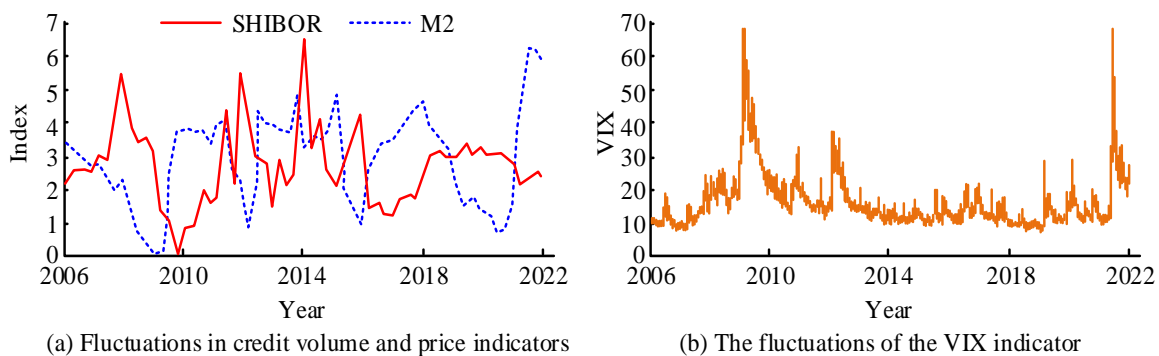 SHIBOR M2
7
6
5
4
3
2
1
0
Index
2006 2010 2014 2018 2022
Year
(a) Fluctuations in credit volume and price indicators
70
60
50
40
30
20
10
0
VIX
2006 2010 2014 2018 2022
Year
(b) The fluctuations of the VIX indicator